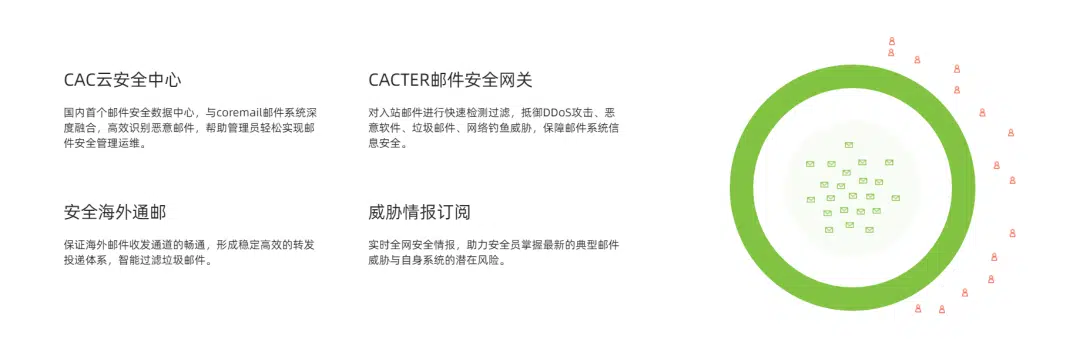 CAC云安全中心
国内首个邮件安全数据中心，与coremail邮件系统深
度融合，高效识别恶意邮件，帮助管理员轻松实现邮
件安全管理运维。
CACTER邮件安全网关
对入站邮件进行快速检测过滤，抵御DDoS攻击、恶
意软件、垃圾邮件、网络钓鱼威胁，保障邮件系统信
息安全。
安全海外通邮
保证海外邮件收发通道的畅通，形成稳定高效的转发
投递体系，智能过滤垃圾邮件。
威胁情报订阅
实时全网安全情报，助力安全员掌握最新的典型邮件
威胁与自身系统的潜在风险。